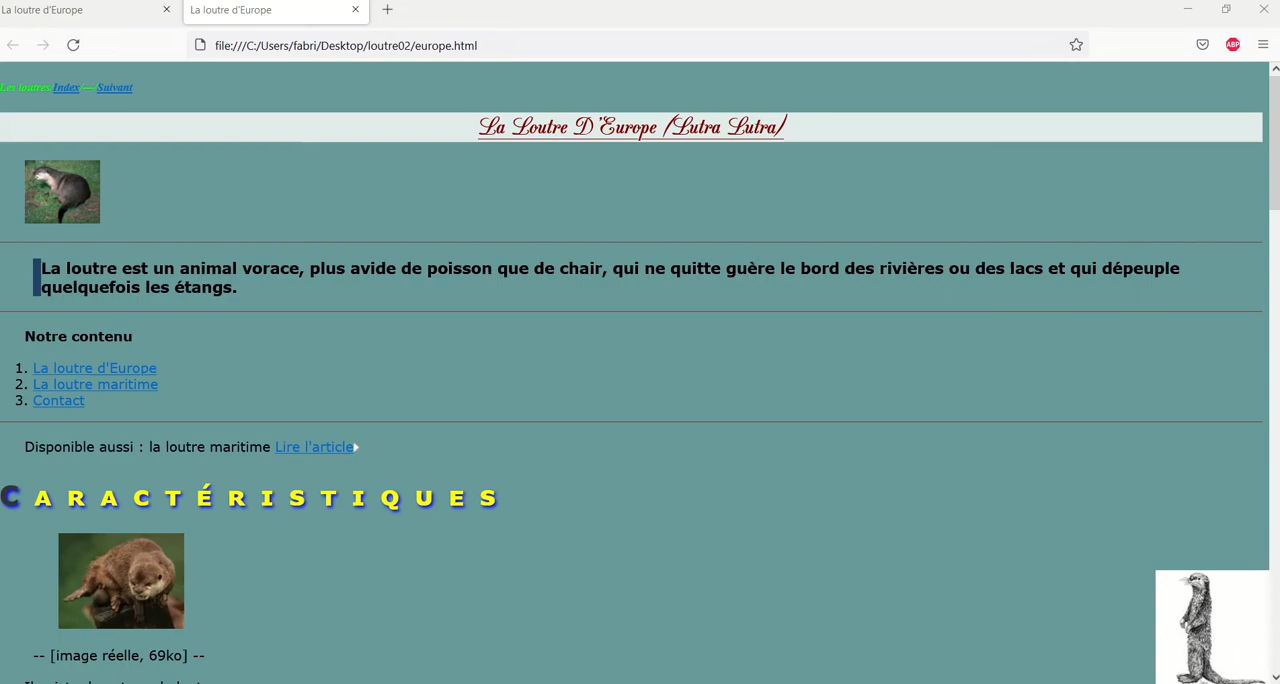 La loutre d'Europe
La loutre d'Europe
file:///C:/Users/fabri/Desktop/loutre02/europe.html
ABP
Les loutres Index — Suivant
La Loutre D'Europe (Lutra Lutra)
La loutre est un animal vorace, plus avide de poisson que de chair, qui ne quitte guère le bord des rivières ou des lacs et qui dépeuple
quelquefois les étangs.
Notre contenu
1. La loutre d'Europe
2. La loutre maritime
3. Contact
Disponible aussi : la loutre maritime Lire l'article
CARACTÉRISTIQUES
-- [image réelle, 69ko] --